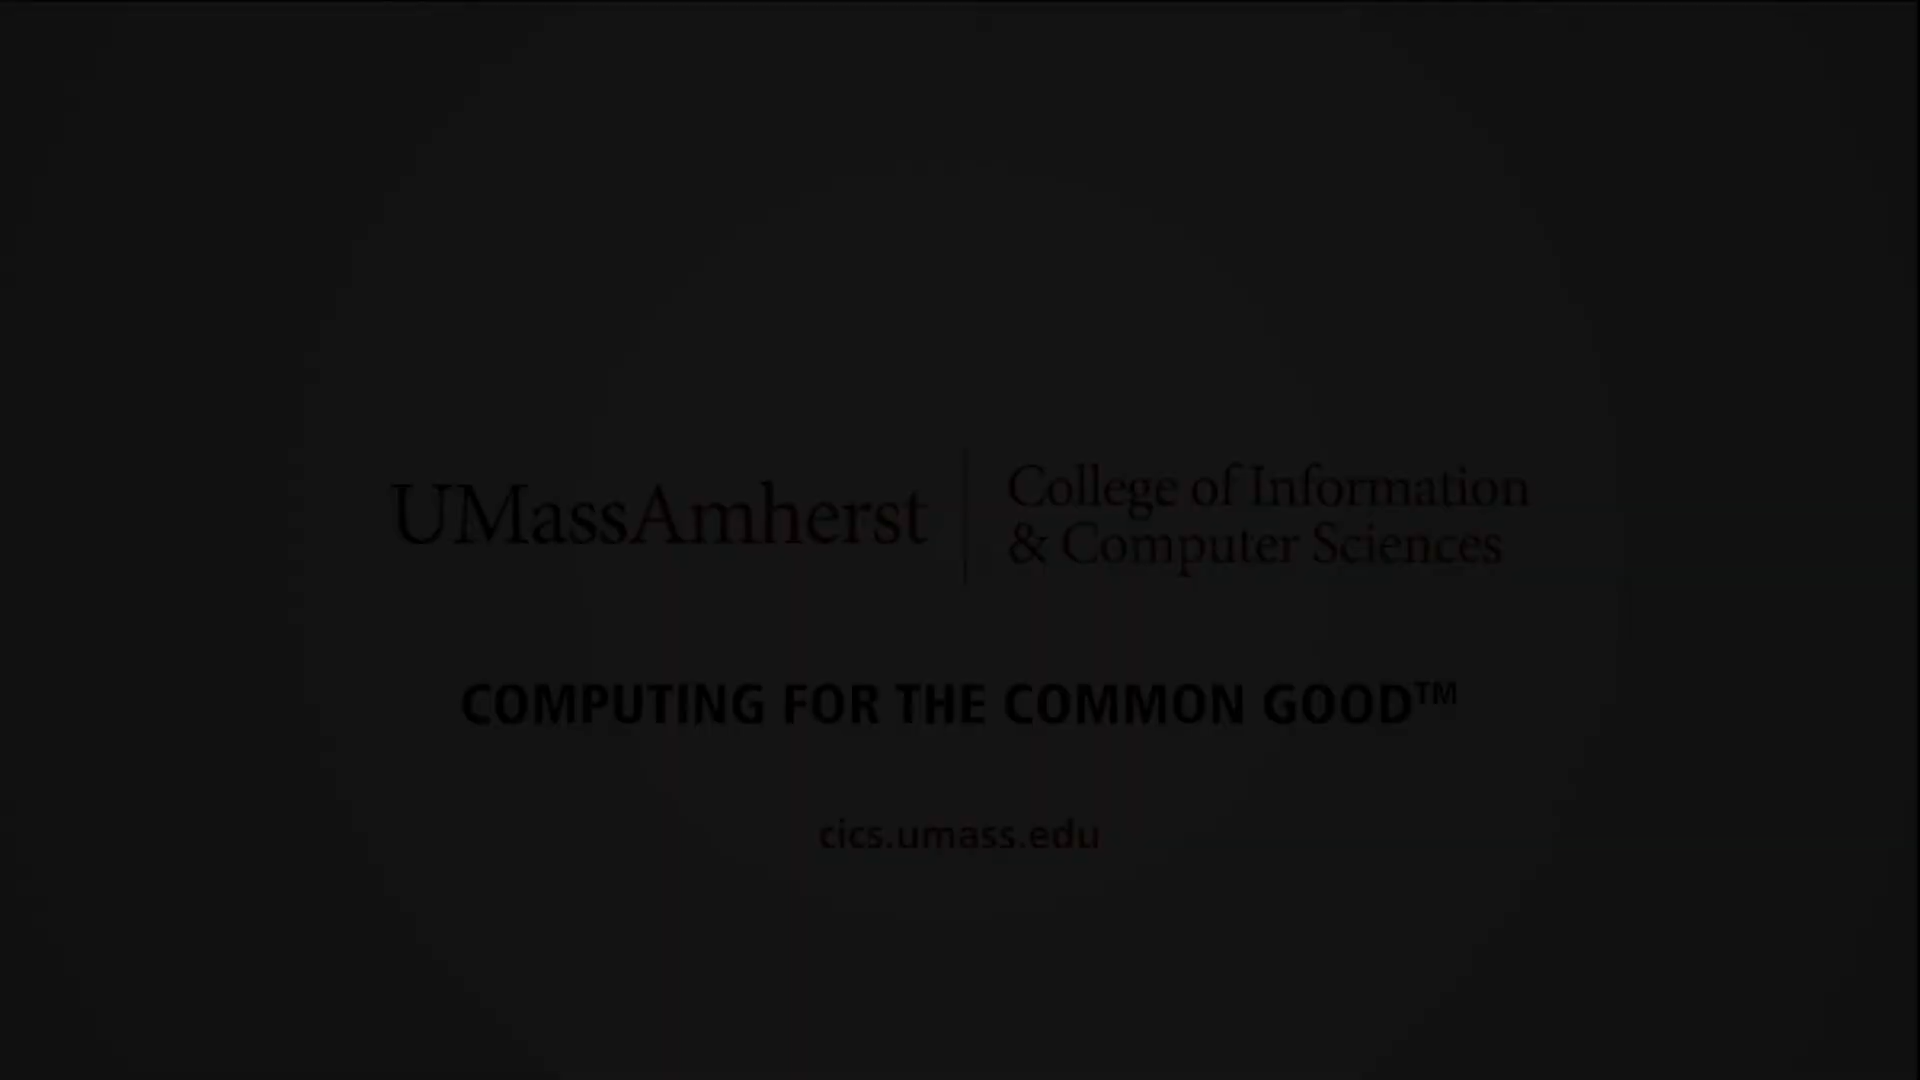 UMassAmherst
College of Information
& Computer Sciences
COMPUTING FOR THE COMMON GOOD™
cics.umass.edu